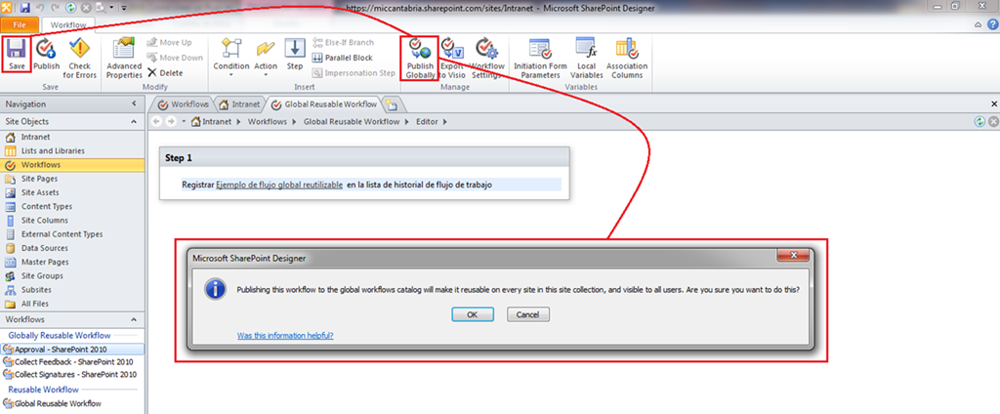 https://miccantabria.sharepoint.com/sites/Intranet - Microsoft SharePoint Designer
File Workflow
Save
Publish
Check for Errors
Advanced Properties
Move Up
Move Down
Delete
Condition
Action
Step
Else-If Branch
Parallel Block
Impersonation Step
Publish Globally
Export to Visio
Workflow Settings
Initiation Form Parameters
Local Variables
Association Columns
Save Modify Insert Manage Variables
Navigation
Workflows Intranet Global Reusable Workflow
Site Objects
Intranet Workflows Global Reusable Workflow Editor
Intranet
Lists and Libraries
Workflows
Site Pages
Site Assets
Content Types
Site Columns
External Content Types
Data Sources
Master Pages
Site Groups
Subsites
All Files
Workflows
Globally Reusable Workflow
Approval - SharePoint 2010
Collect Feedback - SharePoint 2010
Collect Signatures - SharePoint 2010
Reusable Workflow
Global Reusable Workflow
Step 1
Registrar Ejemplo de flujo global reutilizable en la lista de historial de flujo de trabajo
Microsoft SharePoint Designer
Publishing this workflow to the global workflows catalog will make it reusable on every site in this site collection, and visible to all users. Are you sure you want to do this?
OK Cancel
Was this information helpful?